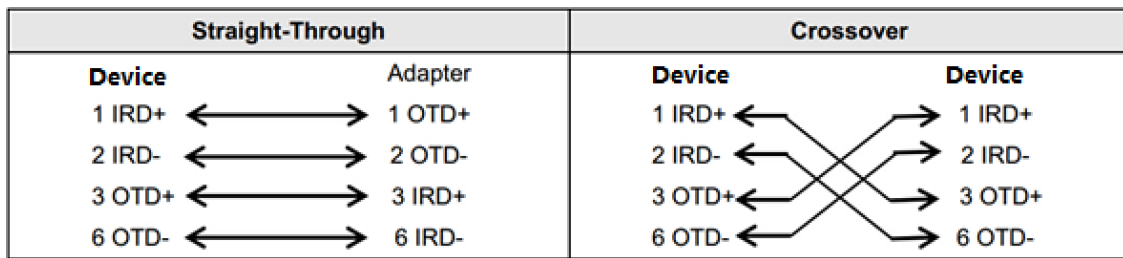 Straight-Through Crossover
Device Adapter Device Device
1 IRD+ 1 OTD+ 1 IRD+ 1 IRD+
2 IRD- 2 OTD- 2 IRD- 2 IRD-
3 OTD+ 3 IRD+ 3 OTD+ 3 OTD+
6 OTD- 6 IRD- 6 OTD- 6 OTD-